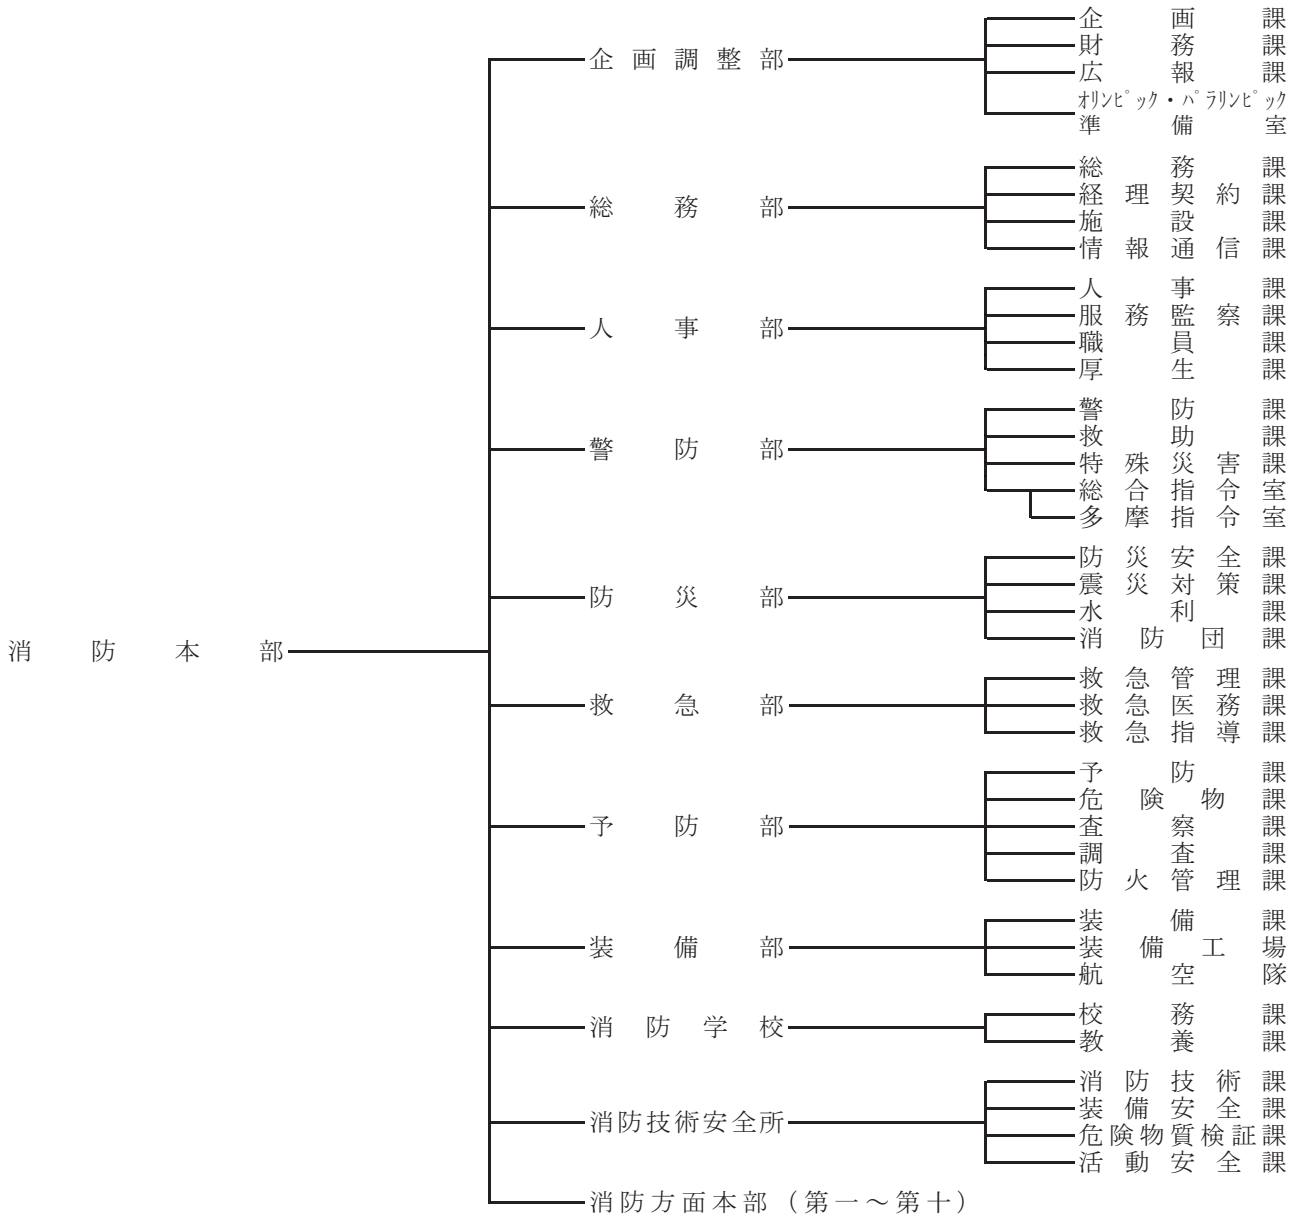 消防本部
企画調整部
企画課
財務課
広報課
ｵﾘﾝﾋﾟｯｸ・ﾊﾟﾗﾘﾝﾋﾟｯｸ
準備室
総務部
総務課
経理契約課
施設課
情報通信課
人事部
人事課
服務監察課
職員課
厚生課
警防部
警防課
救助課
特殊災害課
総合指令室
多摩指令室
防災部
防災安全課
震災対策課
水利課
消防団課
救急部
救急管理課
救急医務課
救急指導課
予防部
予防課
危険物課
査察課
調査課
防火管理課
装備部
装備課
装備工場
航空隊
消防学校
校務課
教養課
消防技術安全所
消防技術課
装備安全課
危険物質検証課
活動安全課
消防方面本部（第一～第十）